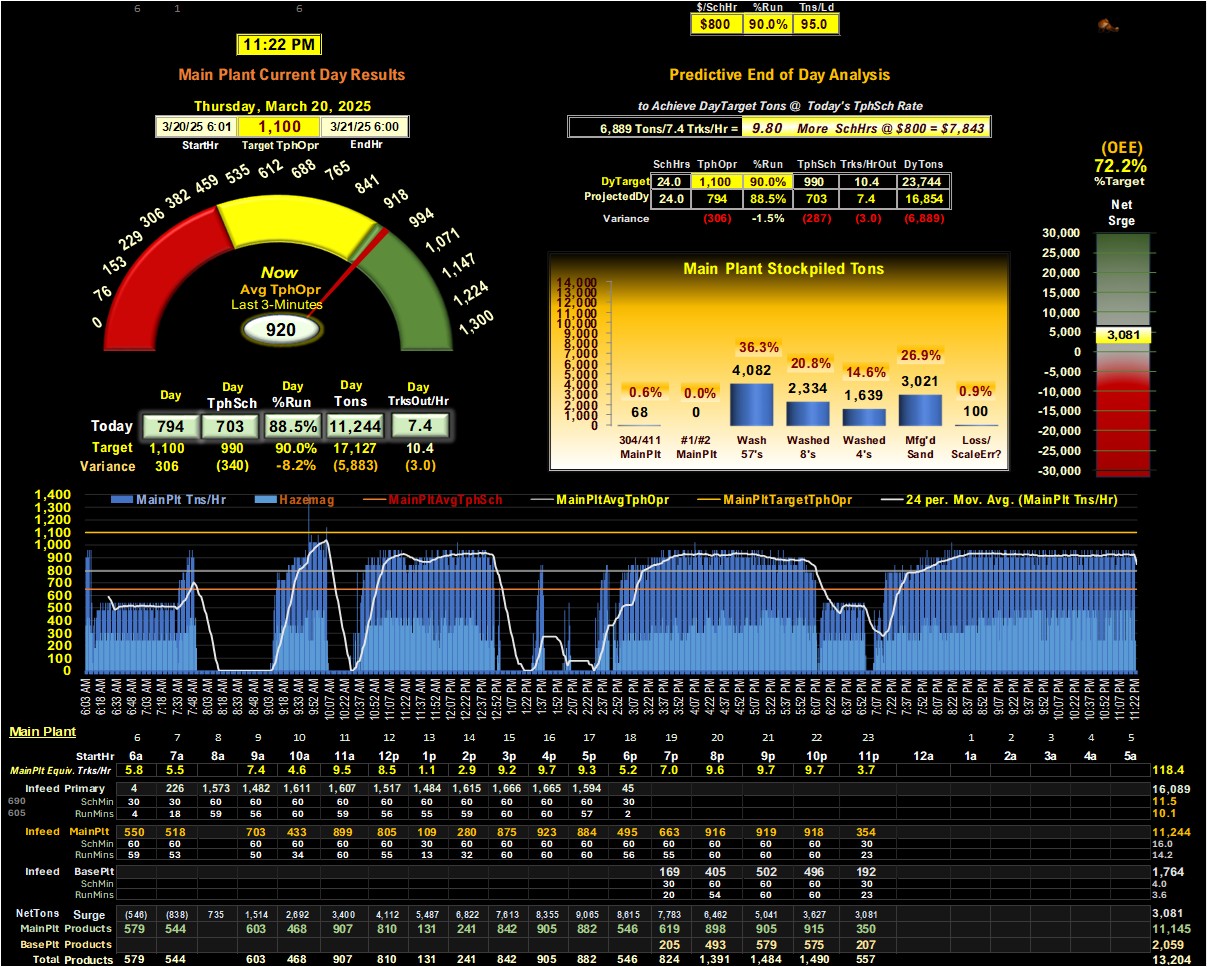 6 1 6
$/SchHr %Run Tns/Ld
$800 90.0% 95.0
11:22 PM
Main Plant Current Day Results
Predictive End of Day Analysis
Thursday, March 20, 2025
to Achieve DayTarget Tons @ Today's TphSch Rate
3/20/25 6:01 1,100 3/21/25 6:00
StartHr Target TphOpr EndHr
6,889 Tons/7.4 Trks/Hr = 9.80 More SchHrs @ $800 = $7,843
(OEE)
72.2%
%Target
Net
Srge
SchHrs TphOpr %Run TphSch Trks/HrOut DyTons
DyTarget 24.0 1,100 90.0% 990 10.4 23,744
ProjectedDy 24.0 794 88.5% 703 7.4 16,854
Variance (306) -1.5% (287) (3.0) (6,889)
0 76 153 229 306 382 459 535 612 688 765 841 918 994 1,071 1,147 1,224 1,300
Now
Avg TphOpr
Last 3-Minutes
920
Main Plant Stockpiled Tons
14,000
13,000
12,000
11,000
10,000
9,000
8,000
7,000
6,000
5,000
4,000
3,000
2,000
1,000
0
0.6% 0.0% 36.3% 20.8% 14.6% 26.9% 0.9%
68 0 4,082 2,334 1,639 3,021 100
304/411 #1/#2 Wash Washed Washed Mfg'd Loss/
MainPlt MainPlt 57's 8's 4's Sand ScaleErr?
30,000
25,000
20,000
15,000
10,000
5,000
3,081
0
-5,000
-10,000
-15,000
-20,000
-25,000
-30,000
Day Day TphSch Day %Run Day Tons Day TrksOut/Hr
Today 794 703 88.5% 11,244 7.4
Target 1,100 990 90.0% 17,127 10.4
Variance 306 (340) -8.2% (5,883) (3.0)
MainPlt Tns/Hr Hazemag MainPltAvgTphSch MainPltAvgTphOpr MainPltTargetTphOpr 24 per. Mov. Avg. (MainPlt Tns/Hr)
1,400
1,300
1,200
1,100
1,000
900
800
700
600
500
400
300
200
100
0
6:03 AM 6:18 AM 6:33 AM 6:48 AM 7:03 AM 7:18 AM 7:33 AM 7:48 AM 8:03 AM 8:18 AM 8:33 AM 8:48 AM 9:03 AM 9:18 AM 9:37 AM 9:52 AM 10:07 AM 10:22 AM 10:37 AM 10:52 AM 11:07 AM 11:22 AM 11:37 AM 11:52 AM 12:07 PM 12:22 PM 12:37 PM 12:52 PM 1:07 PM 1:22 PM 1:37 PM 1:52 PM 2:07 PM 2:22 PM 2:37 PM 2:52 PM 3:07 PM 3:22 PM 3:37 PM 3:52 PM 4:07 PM 4:22 PM 4:37 PM 4:52 PM 5:07 PM 5:22 PM 5:37 PM 5:52 PM 6:07 PM 6:22 PM 6:37 PM 6:52 PM 7:07 PM 7:22 PM 7:37 PM 7:52 PM 8:07 PM 8:22 PM 8:37 PM 8:52 PM 9:07 PM 9:22 PM 9:37 PM 9:52 PM 10:07 PM 10:22 PM 10:37 PM 10:52 PM 11:07 PM 11:22 PM
Main Plant
6 7 8 9 10 11 12 13 14 15 16 17 18 19 20 21 22 23 1 2 3 4 5
StartHr 6a 7a 8a 9a 10a 11a 12p 1p 2p 3p 4p 5p 6p 7p 8p 9p 10p 11p 12a 1a 2a 3a 4a 5a
MainPlt Equiv. Trks/Hr 5.8 5.5 7.4 4.6 9.5 8.5 1.1 2.9 9.2 9.7 9.3 5.2 7.0 9.6 9.7 9.7 3.7 118.4
Infeed Primary 4 226 1,573 1,482 1,611 1,607 1,517 1,484 1,615 1,666 1,665 1,594 45 16,089
690 SchMin 30 30 60 60 60 60 60 60 60 60 60 60 30 11.5
605 RunMins 4 18 59 56 60 59 56 55 59 60 60 57 2 10.1
Infeed MainPlt 550 518 703 433 899 805 109 280 875 923 884 495 663 916 919 918 354 11,244
SchMin 60 60 60 60 60 60 30 60 60 60 60 60 60 60 60 60 30 16.0
RunMins 59 53 50 34 60 55 13 32 60 60 60 56 55 60 60 60 23 14.2
Infeed BasePlt 169 405 502 496 192 1,764
SchMin 30 60 60 60 30 4.0
RunMins 20 54 60 60 23 3.6
NetTons Surge (546) (838) 735 1,514 2,692 3,400 4,112 5,487 6,822 7,613 8,355 9,065 8,615 7,783 6,462 5,041 3,627 3,081 3,081
MainPlt Products 579 544 603 468 907 810 131 241 842 905 882 546 619 898 905 915 350 11,145
BasePlt Products 205 493 579 575 207 2,059
Total Products 579 544 603 468 907 810 131 241 842 905 882 546 824 1,391 1,484 1,490 557 13,204